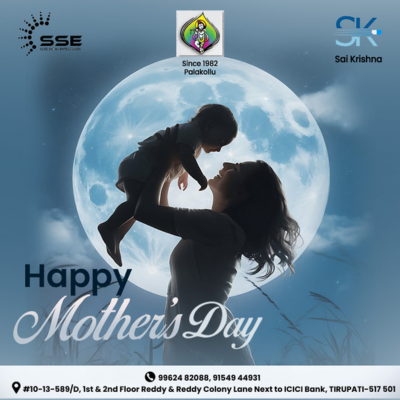 SSE
Since 1982
Palakollu
SK
Sai Krishna
Happy
Mother's Day
99624 82088, 91549 44931
#10-13-589/D, 1st & 2nd Floor Reddy & Reddy Colony Lane Next to ICICI Bank, TIRUPATI-517 501